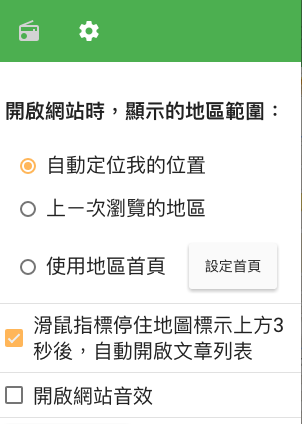 開啟網站時，顯示的地區範圍：
自動定位我的位置
上一次瀏覽的地區
使用地區首頁
設定首頁
滑鼠指標停住地圖標示上方3
秒後，自動開啟文章列表
開啟網站音效